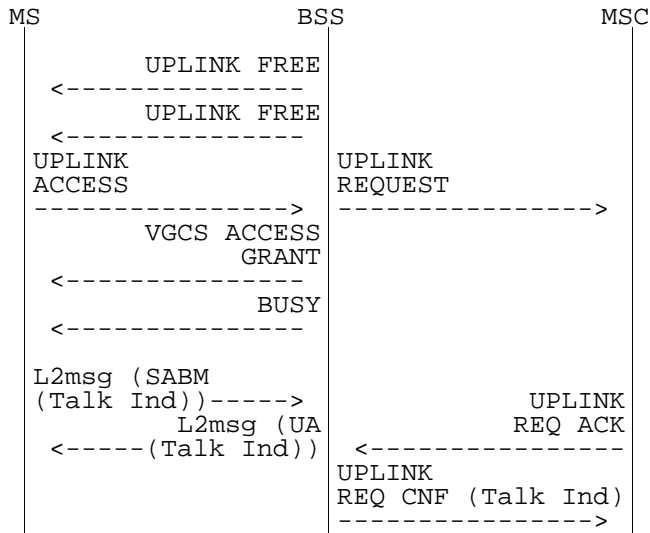 MS BSS MSC
UPLINK FREE
<---------------
UPLINK FREE
<---------------
UPLINK UPLINK
ACCESS REQUEST
----------------> ---------------->
VGCS ACCESS
GRANT
<---------------
BUSY
<---------------
L2msg (SABM
(Talk Ind))-----> UPLINK
L2msg (UA REQ ACK
<-----(Talk Ind)) <----------------
UPLINK
REQ CNF (Talk Ind)
---------------->